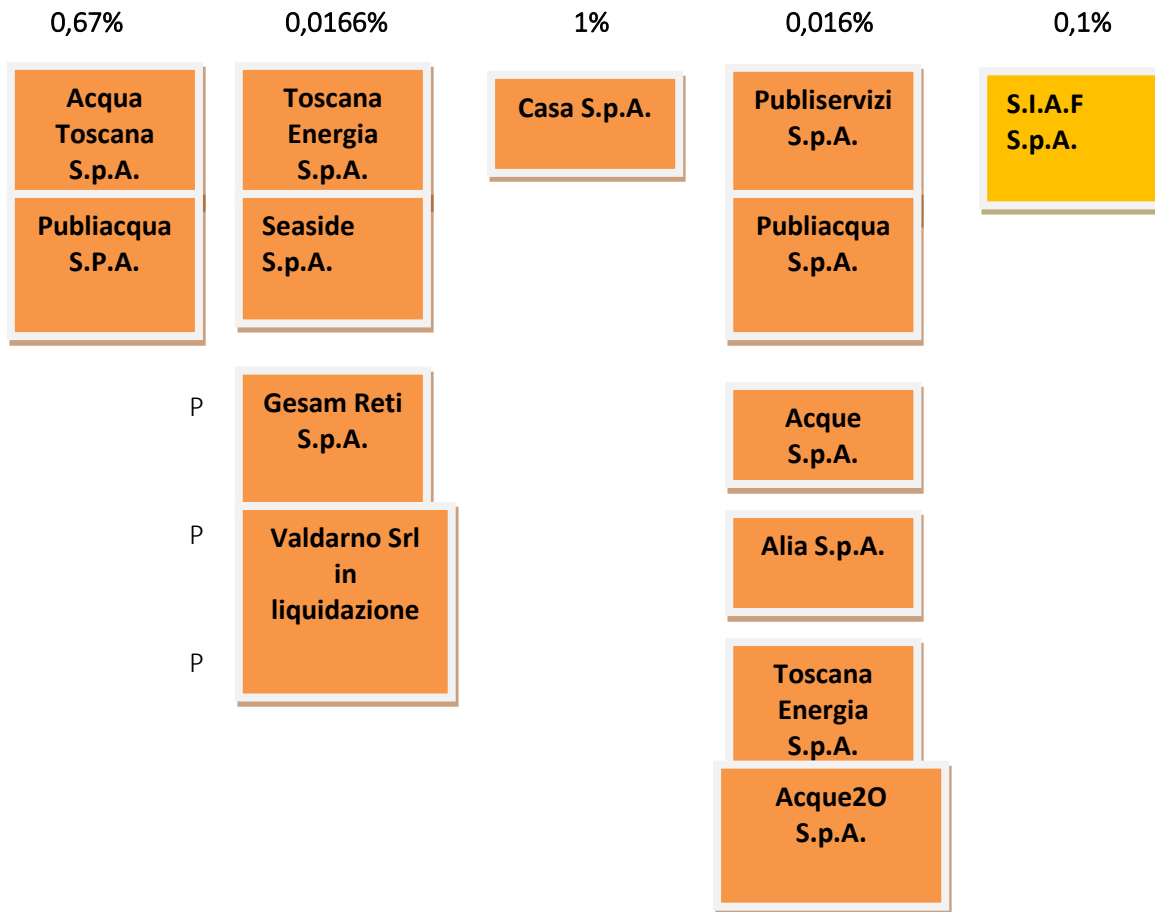 0,67%
0,0166%
1%
0,016%
0,1%
Acqua
Toscana
S.p.A.
Toscana
Energia
S.p.A.
Casa S.p.A.
Publiservizi
S.p.A.
S.I.A.F
S.p.A.
Publiacqua
S.P.A.
Seaside
S.p.A.
Publiacqua
S.p.A.
P
Gesam Reti
S.p.A.
Acque
S.p.A.
P
Valdarno Srl
in
liquidazione
Alia S.p.A.
P
Toscana
Energia
S.p.A.
Acque2O
S.p.A.